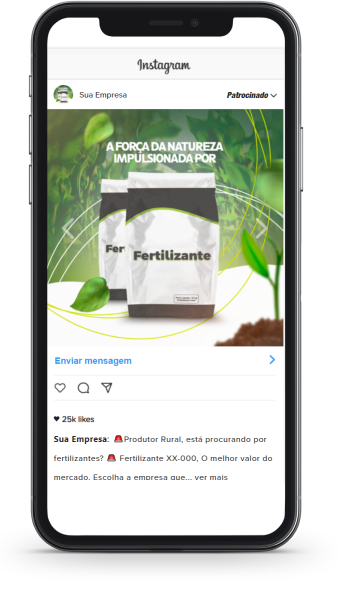 Instagram
Sua Empresa
Patrocinado
A FORÇA DA NATUREZA
IMPULSIONADA POR
Fer
Fertilizante
Enviar mensagem
25k likes
Sua Empresa: 🚨Produtor Rural, está procurando por
fertilizantes? 🚨 Fertilizante XX-000, O melhor valor do
mercado. Escolha a empresa que... ver mais